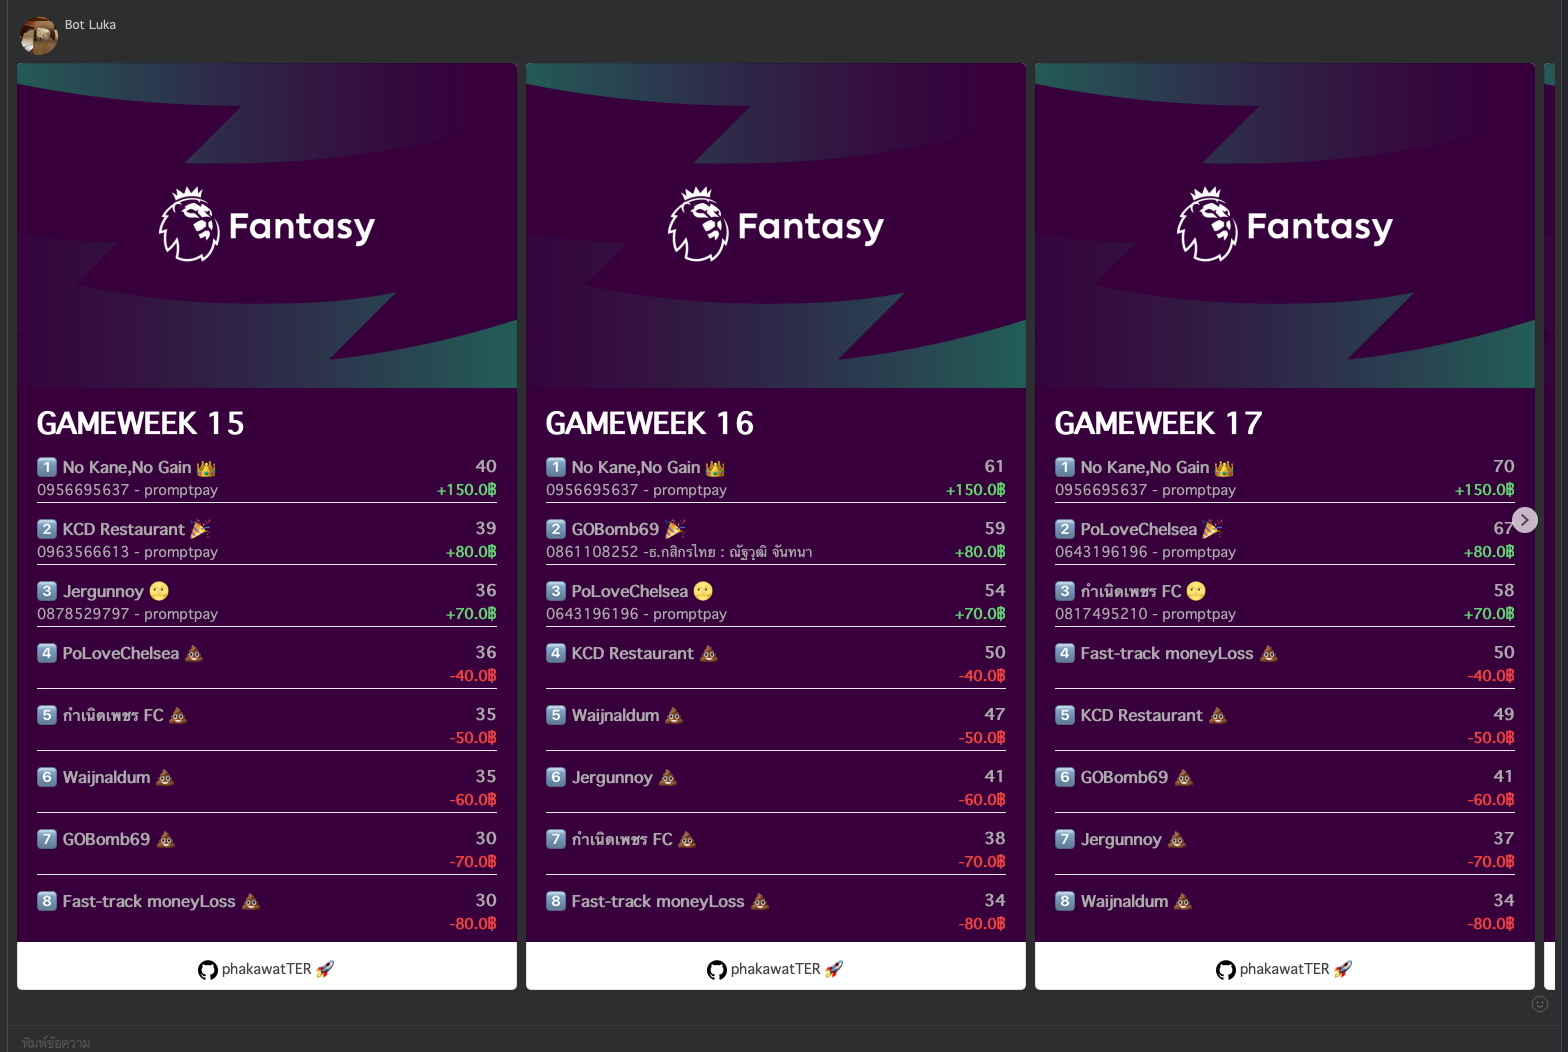 Bot Luka
Fantasy
GAMEWEEK 15
1 No Kane,No Gain 👑 40
0956695637 - promptpay +150.0฿
2 KCD Restaurant 🎉 39
0963566613 - promptpay +80.0฿
3 Jergunnoy 🌝 36
0878529797 - promptpay +70.0฿
4 PoLoveChelsea 💩 36
-40.0฿
5 กำเนิดเพชร FC 💩 35
-50.0฿
6 Waijnaldum 💩 35
-60.0฿
7 GOBomb69 💩 30
-70.0฿
8 Fast-track moneyLoss 💩 30
-80.0฿
phakawatTER 🚀
Fantasy
GAMEWEEK 16
1 No Kane,No Gain 👑 61
0956695637 - promptpay +150.0฿
2 GOBomb69 🎉 59
0861108252 -ธ.กสิกรไทย : ณัฐวุฒิ จันทนา +80.0฿
3 PoLoveChelsea 🌝 54
0643196196 - promptpay +70.0฿
4 KCD Restaurant 💩 50
-40.0฿
5 Waijnaldum 💩 47
-50.0฿
6 Jergunnoy 💩 41
-60.0฿
7 กำเนิดเพชร FC 💩 38
-70.0฿
8 Fast-track moneyLoss 💩 34
-80.0฿
phakawatTER 🚀
Fantasy
GAMEWEEK 17
1 No Kane,No Gain 👑 70
0956695637 - promptpay +150.0฿
2 PoLoveChelsea 🎉 67
0643196196 - promptpay +80.0฿
3 กำเนิดเพชร FC 🌝 58
0817495210 - promptpay +70.0฿
4 Fast-track moneyLoss 💩 50
-40.0฿
5 KCD Restaurant 💩 49
-50.0฿
6 GOBomb69 💩 41
-60.0฿
7 Jergunnoy 💩 37
-70.0฿
8 Waijnaldum 💩 34
-80.0฿
phakawatTER 🚀
พิมพ์ข้อความ